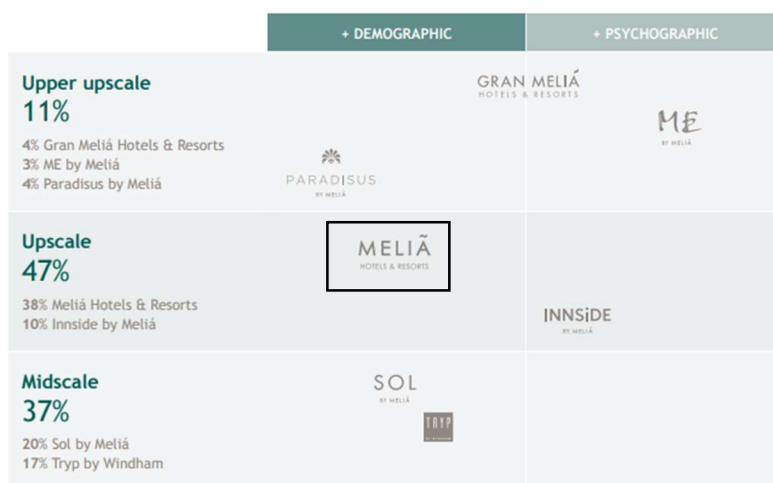 + DEMOGRAPHIC
+ PSYCHOGRAPHIC
Upper upscale
11%
4% Gran Meliá Hotels & Resorts
3% ME by Meliá
4% Paradisus by Meliá
GRAN MELIÁ
HOTELS & RESORTS
ME
BY MELIÁ
PARADISUS
BY MELIÁ
Upscale
47%
38% Meliá Hotels & Resorts
10% Innside by Meliá
MELIÃ
HOTELS & RESORTS
INNSiDE
BY MELIÁ
Midscale
37%
20% Sol by Meliá
17% Tryp by Windham
SOL
BY MELIÁ
TRYP